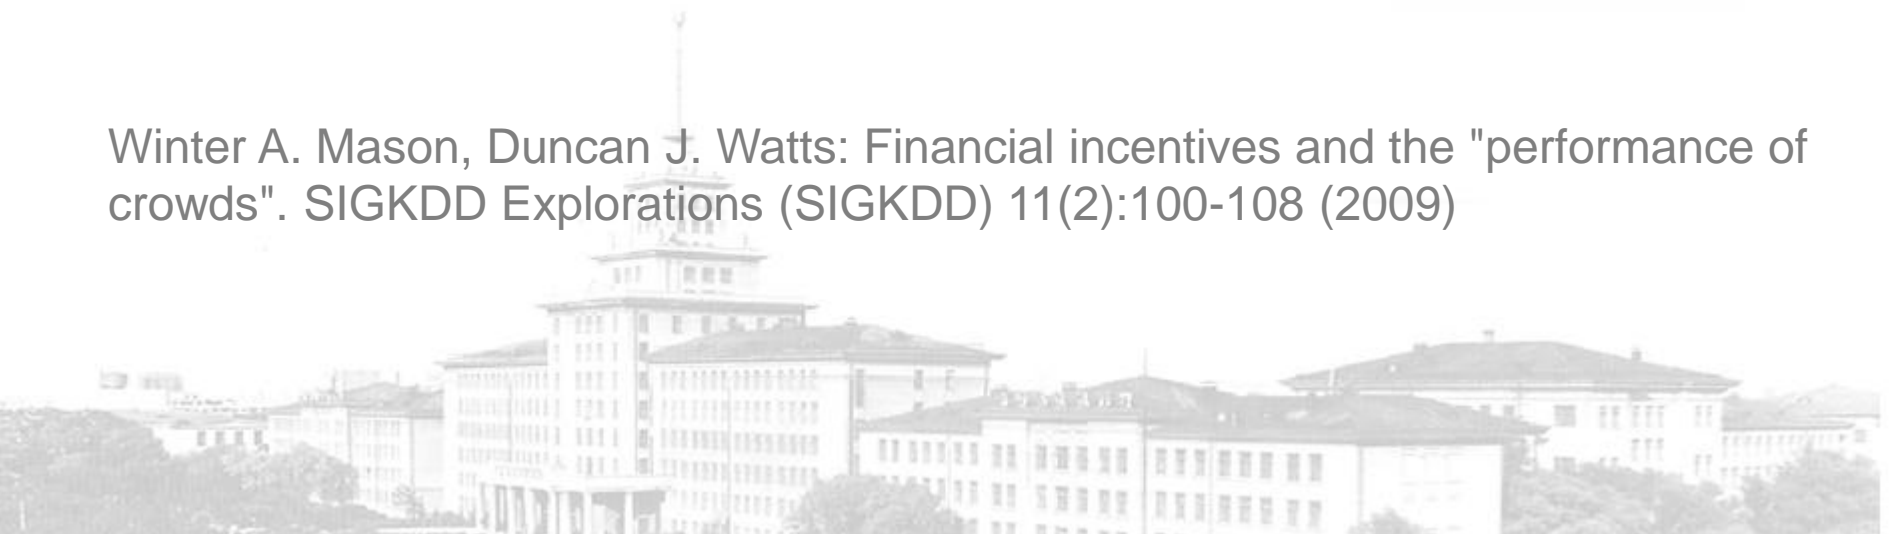 Winter A. Mason, Duncan J. Watts: Financial incentives and the "performance of
crowds". SIGKDD Explorations (SIGKDD) 11(2):100-108 (2009)